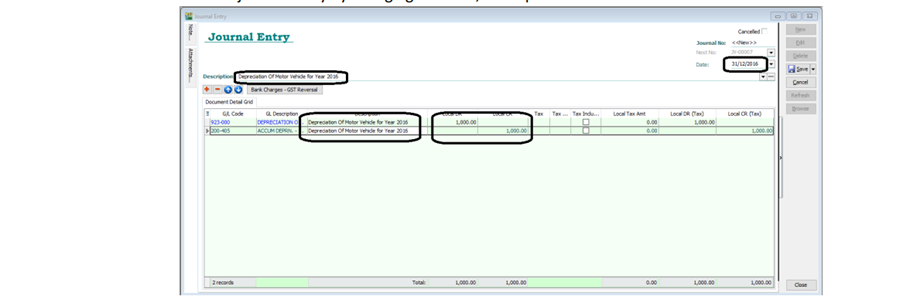 Journal Entry
Note...
Attachments...
Journal Entry
Cancelled
Journal No: <<New>>
Next No: JV-00007
Date: 31/12/2016
Description: Depreciation Of Motor Vehicle for Year 2016
Bank Charges - GST Reversal
Document Detail Grid
G/L Code GL Description Description Local DR Local CR Tax Tax ... Tax Indu... Local Tax Amt Local DR (Tax) Local CR (Tax)
923-000 DEPRECIATION O... Depreciation Of Motor Vehicle for Year 2016 1,000.00 0.00 1,000.00
200-465 ACCUM DEPRN. - ... Depreciation Of Motor Vehicle for Year 2016 1,000.00 0.00 1,000.00
2 records Total: 1,000.00 1,000.00 0.00 1,000.00 1,000.00
New
Edit
Delete
Save
Cancel
Refresh
Browse
Close